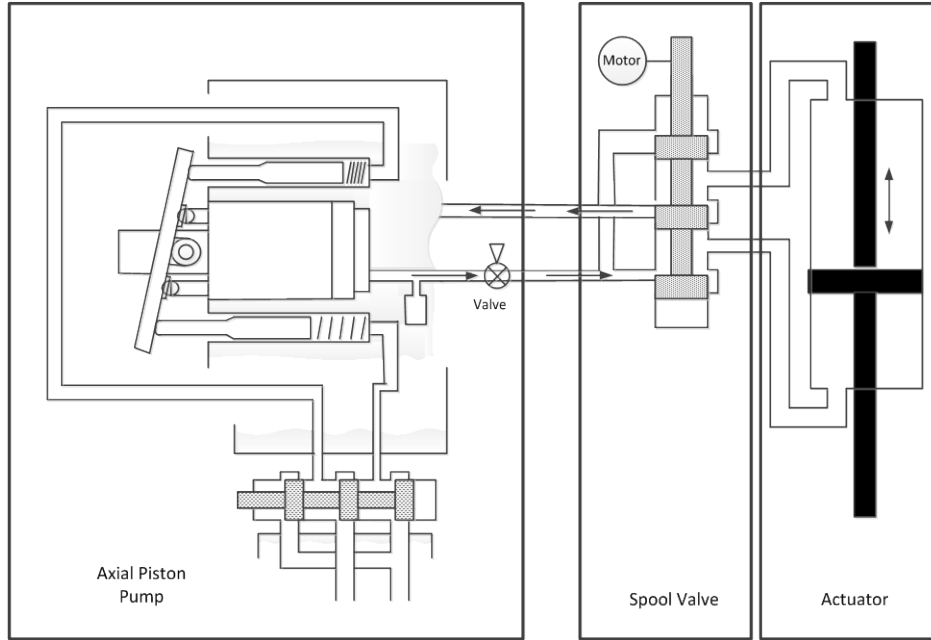 Motor
Valve
Axial Piston
Pump
Spool Valve
Actuator